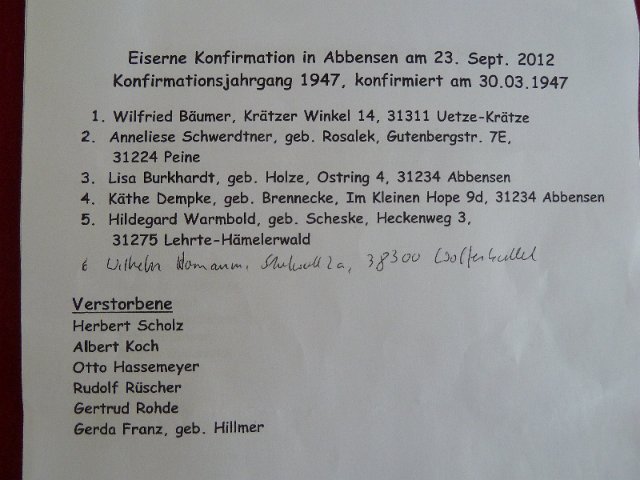 Eiserne Konfirmation in Abbensen am 23. Sept. 2012
Konfirmationsjahrgang 1947, konfirmiert am 30.03.1947
1. Wilfried Bäumer, Krätzer Winkel 14, 31311 Uetze-Krätze
2. Anneliese Schwerdtner, geb. Rosalek, Gutenbergstr. 7E,
31224 Peine
3. Lisa Burkhardt, geb. Holze, Ostring 4, 31234 Abbensen
4. Käthe Dempke, geb. Brennecke, Im Kleinen Hope 9d, 31234 Abbensen
5. Hildegard Warmbold, geb. Scheske, Heckenweg 3,
31275 Lehrte-Hämelerwald
6 Wilhelm 38300 Wolfenbüttel
Verstorbene
Herbert Scholz
Albert Koch
Otto Hassemeyer
Rudolf Rüscher
Gertrud Rohde
Gerda Franz, geb. Hillmer